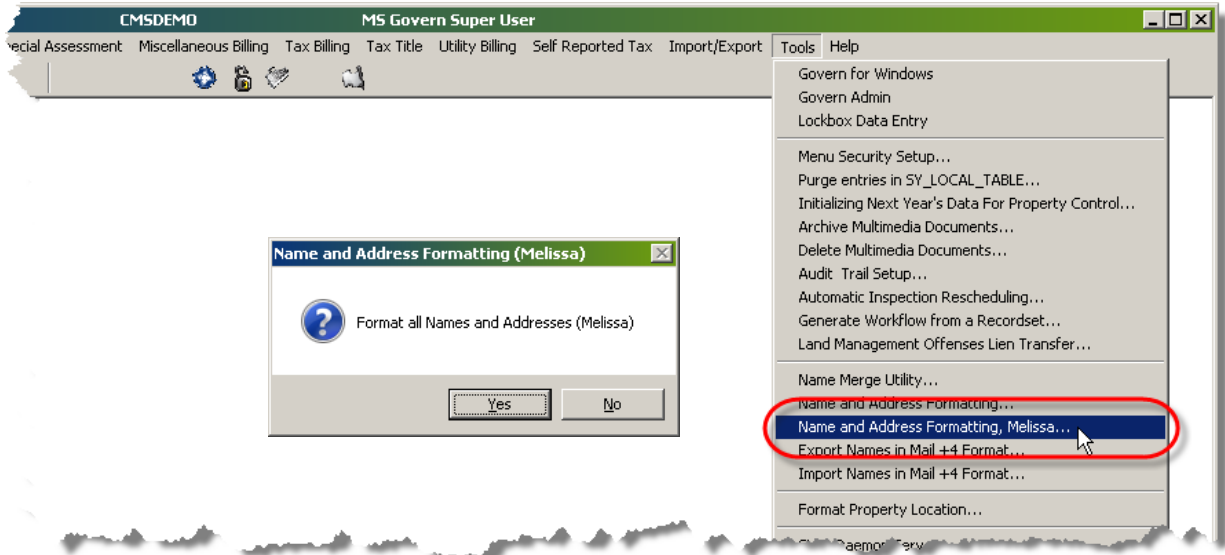 CMSDEMO MS Govern Super User
ecial Assessment Miscellaneous Billing Tax Billing Tax Title Utility Billing Self Reported Tax Import/Export Tools Help
Govern for Windows
Govern Admin
Lockbox Data Entry
Menu Security Setup...
Purge entries in SY_LOCAL_TABLE...
Initializing Next Year's Data For Property Control...
Archive Multimedia Documents...
Delete Multimedia Documents...
Audit Trail Setup...
Automatic Inspection Rescheduling...
Generate Workflow from a Recordset...
Land Management Offenses Lien Transfer...
Name Merge Utility...
Name and Address Formatting...
Name and Address Formatting, Melissa...
Export Names in Mail +4 Format...
Import Names in Mail +4 Format...
Format Property Location...
Name and Address Formatting (Melissa)
Format all Names and Addresses (Melissa)
Yes No